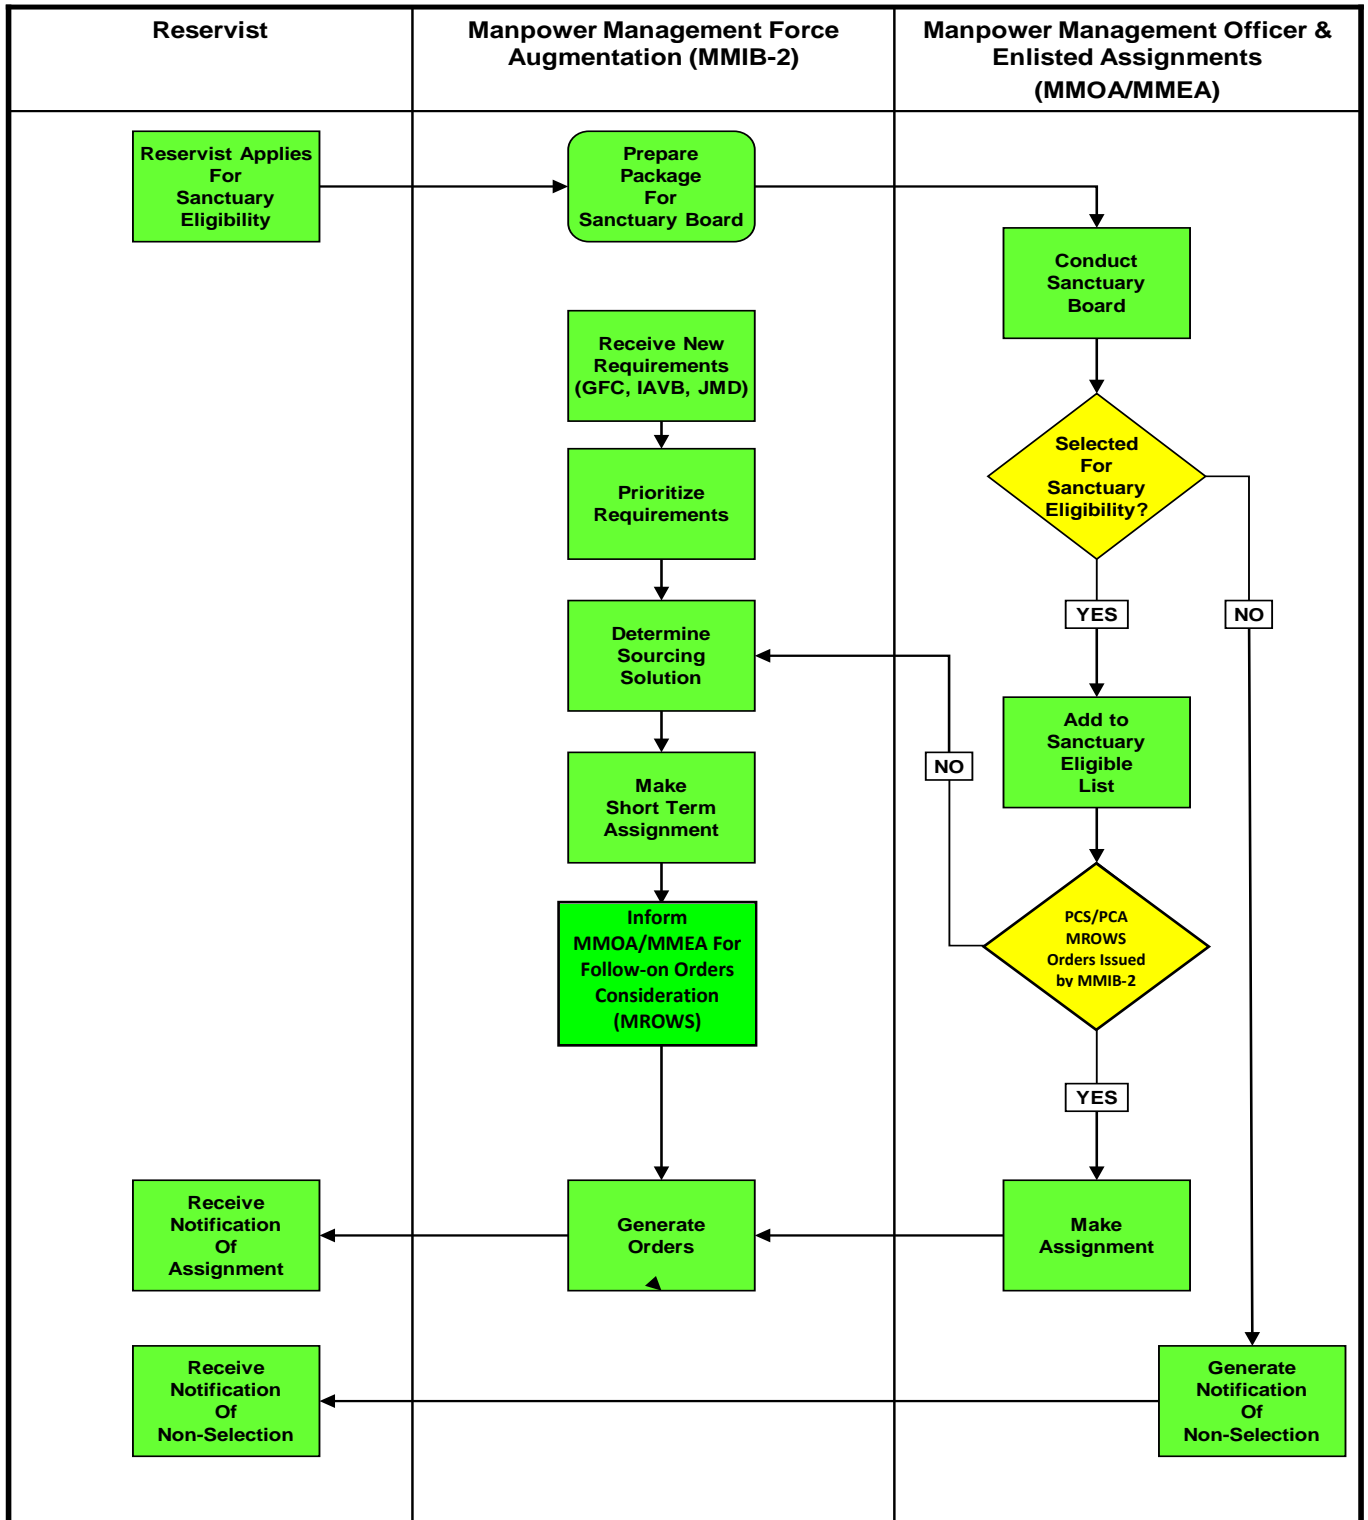 Reservist
Manpower Management Force
Augmentation (MMIB-2)
Manpower Management Officer &
Enlisted Assignments
(MMOA/MMEA)
Reservist Applies
For
Sanctuary
Eligibility
Prepare
Package
For
Sanctuary Board
Conduct
Sanctuary
Board
Receive New
Requirements
(GFC, IAVB, JMD)
Selected
For
Sanctuary
Eligibility?
Prioritize
Requirements
YES
NO
Determine
Sourcing
Solution
Add to
Sanctuary
Eligible
List
NO
Make
Short Term
Assignment
Inform
MMOA/MMEA For
Follow-on Orders
Consideration
(MROWS)
PCS/PCA
MROWS
Orders Issued
by MMIB-2
YES
Receive
Notification
Of
Assignment
Generate
Orders
Make
Assignment
Receive
Notification
Of
Non-Selection
Generate
Notification
Of
Non-Selection